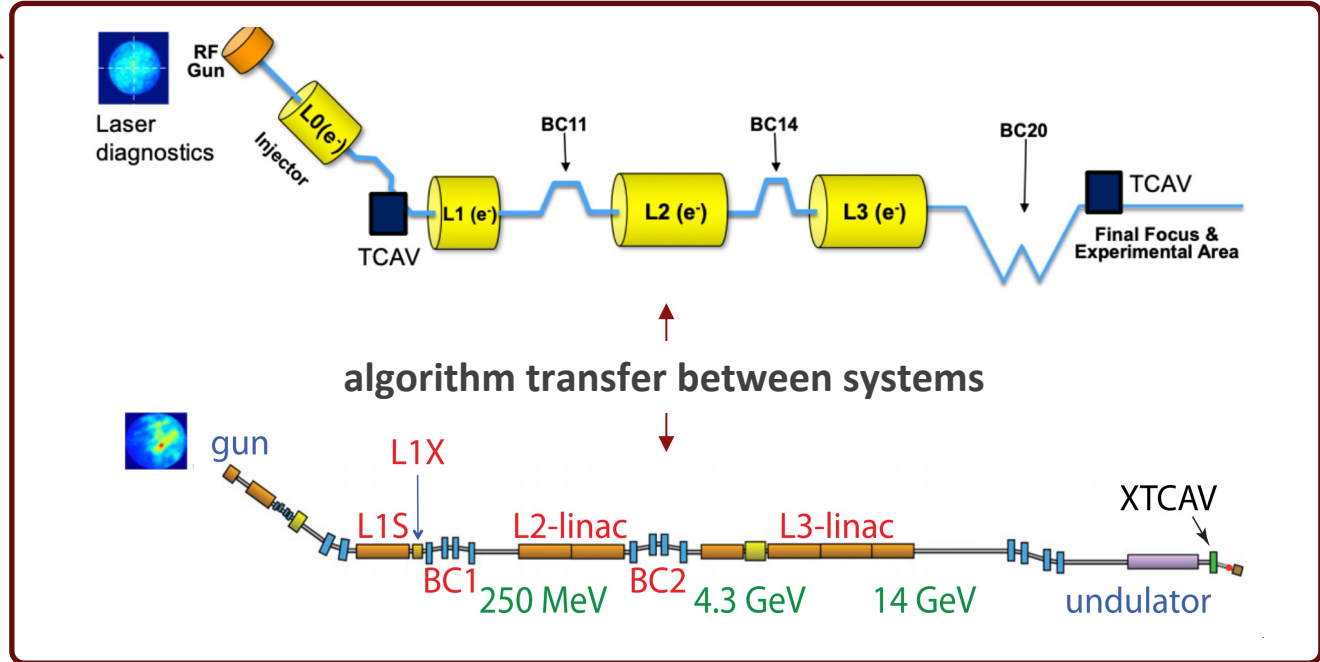 RF
Gun
Laser
diagnostics
L0(e-)
Injector
TCAV
L1 (e-)
BC11
L2 (e-)
BC14
L3 (e-)
BC20
TCAV
Final Focus &
Experimental Area
algorithm transfer between systems
gun
L1X
L1S
BC1
L2-linac
250 MeV
BC2
4.3 GeV
L3-linac
14 GeV
XTCAV
undulator